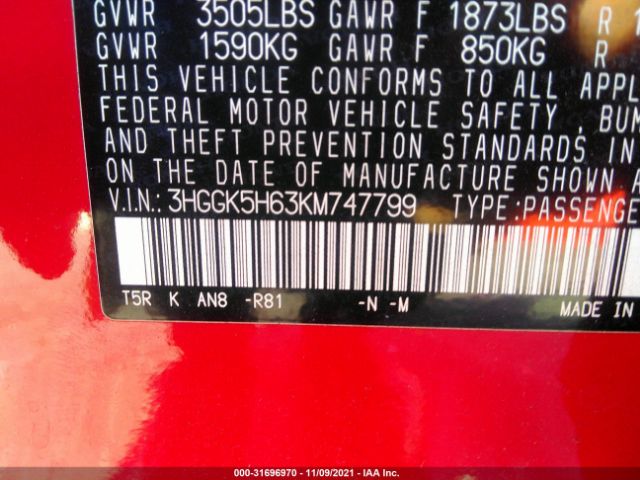 GVWR 3505LBS GAWR F 1873LBS R
GVWR 1590KG GAWR F 850KG R
THIS VEHICLE CONFORMS TO ALL
FEDERAL MOTOR VEHICLE SAFETY,
AND THEFT PREVENTION STANDARDS IN
ON THE DATE OF MANUFACTURE SHOWN
V.I.N.: 3HGGK5H63KM747799 TYPE:
T5R K AN8 -R81 -N -M MADE IN
000-31696970 - 11/09/2021 - IAA Inc.